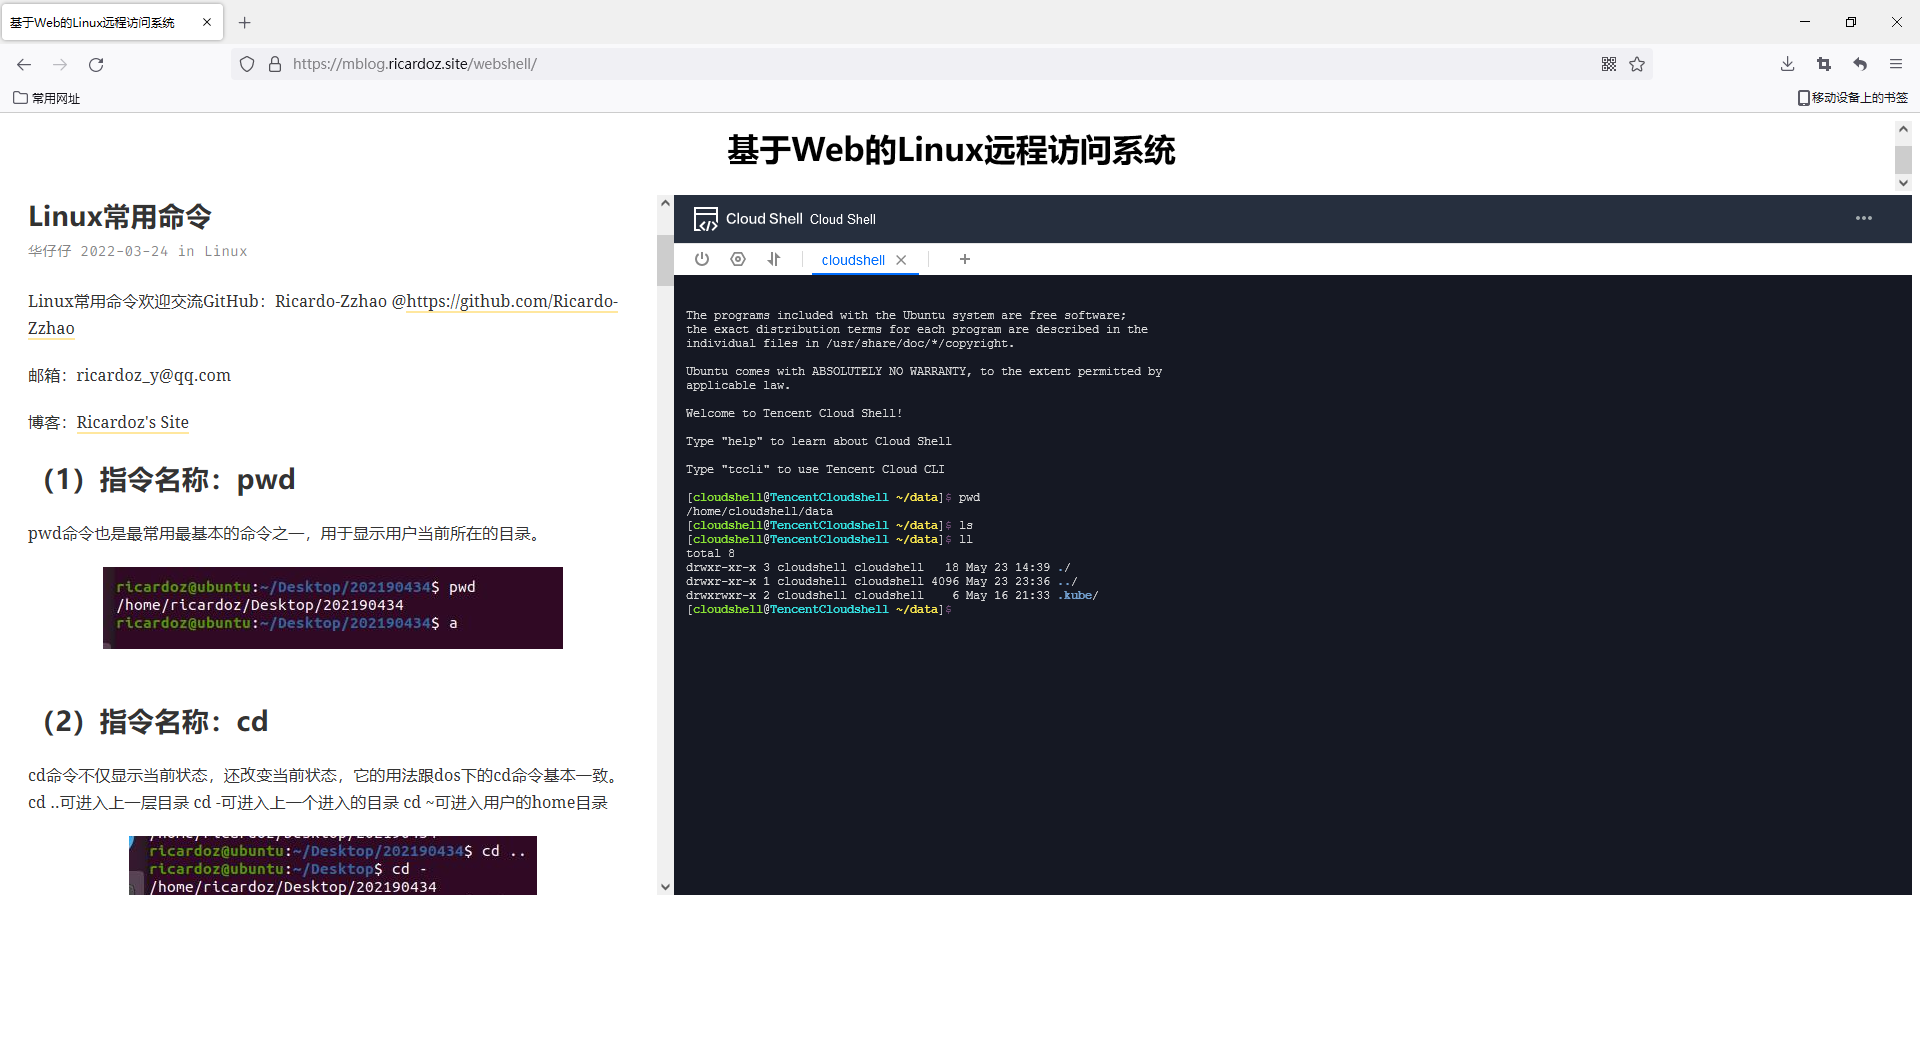 基于Web的Linux远程访问系统
https://mblog.ricardoz.site/webshell/
常用网址
移动设备上的书签
基于Web的Linux远程访问系统
Linux常用命令
华仔仔 2022-03-24 in Linux
Linux常用命令欢迎交流GitHub：Ricardo-Zzhao @https://github.com/Ricardo-
Zzhao
邮箱：ricardoz_y@qq.com
博客：Ricardoz's Site
（1）指令名称：pwd
pwd命令也是最常用最基本的命令之一，用于显示用户当前所在的目录。
ricardoz@ubuntu:~/Desktop/202190434$ pwd
/home/ricardoz/Desktop/202190434
ricardoz@ubuntu:~/Desktop/202190434$ a
（2）指令名称：cd
cd命令不仅显示当前状态，还改变当前状态，它的用法跟dos下的cd命令基本一致。
cd ..可进入上一层目录 cd -可进入上一个进入的目录 cd ~可进入用户的home目录
/home/ricardoz/Desktop/202190434
ricardoz@ubuntu:~/Desktop/202190434$ cd ..
ricardoz@ubuntu:~/Desktop$ cd -
/home/ricardoz/Desktop/202190434
Cloud Shell Cloud Shell
cloudshell
The programs included with the Ubuntu system are free software;
the exact distribution terms for each program are described in the
individual files in /usr/share/doc/*/copyright.
Ubuntu comes with ABSOLUTELY NO WARRANTY, to the extent permitted by
applicable law.
Welcome to Tencent Cloud Shell!
Type "help" to learn about Cloud Shell
Type "tccli" to use Tencent Cloud CLI
[cloudshell@TencentCloudshell ~/data]$ pwd
/home/cloudshell/data
[cloudshell@TencentCloudshell ~/data]$ ls
[cloudshell@TencentCloudshell ~/data]$ ll
total 8
drwxr-xr-x 3 cloudshell cloudshell   18 May 23 14:39 ./
drwxr-xr-x 1 cloudshell cloudshell 4096 May 23 23:36 ../
drwxrwxr-x 2 cloudshell cloudshell    6 May 16 21:33 .kube/
[cloudshell@TencentCloudshell ~/data]$